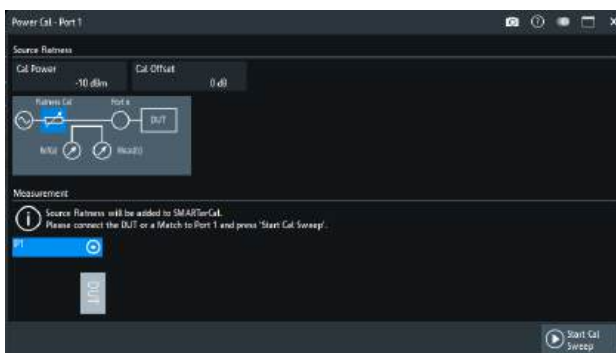 Power Cal - Port 1
Source Flatness
Cal Power
-10 dBm
Cal Offset
0 dB
Flatness Cal
Port x
DUT
Ref(a)
Meas(b)
Measurement
Source Flatness will be added to SMARTerCal.
Please connect the DUT or a Match to Port 1 and press 'Start Cal Sweep'.
P1
DUT
Start Cal
Sweep